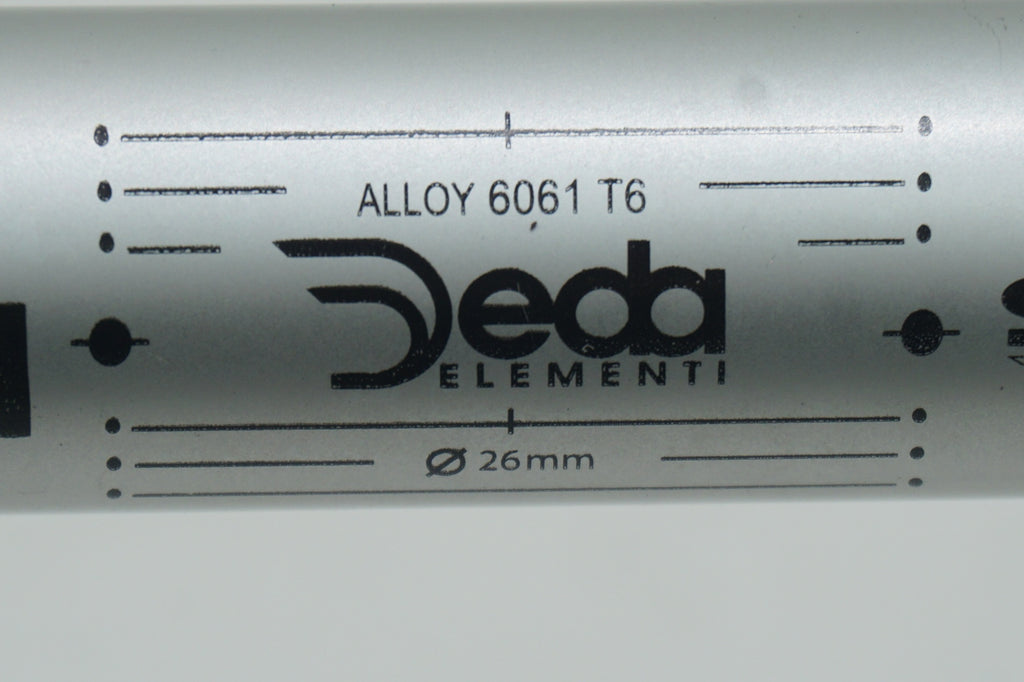 ALLOY 6061 T6
Deda
ELEMENTI
Ø 26mm